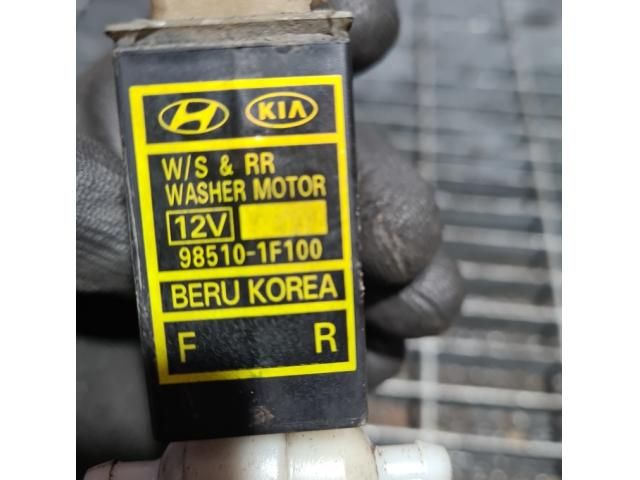 KIA
W/S & RR
WASHER MOTOR
12V
98510-1F100
BERU KOREA
F R